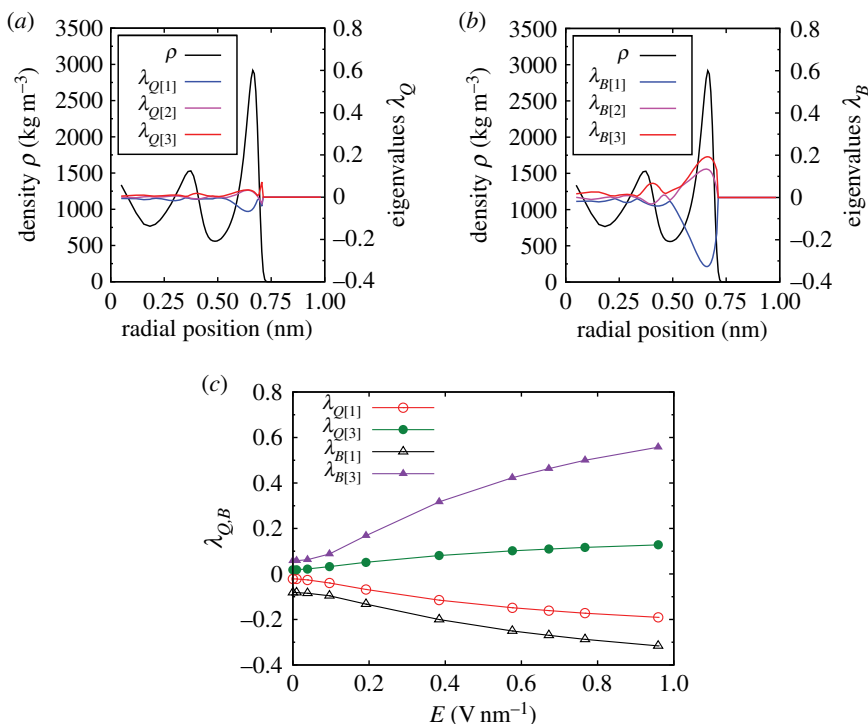 (a)
3500
3000
2500
2000
1500
1000
500
0
density ρ (kg m⁻³)
ρ
λQ[1]
λQ[2]
λQ[3]
0.8
0.6
0.4
0.2
0
–0.2
–0.4
eigenvalues λQ
0 0.25 0.50 0.75 1.00
radial position (nm)
(b)
3500
3000
2500
2000
1500
1000
500
0
density ρ (kg m⁻³)
ρ
λB[1]
λB[2]
λB[3]
0.8
0.6
0.4
0.2
0
–0.2
–0.4
eigenvalues λB
0 0.25 0.50 0.75 1.00
radial position (nm)
(c)
0.8
0.6
0.4
0.2
0
–0.2
–0.4
λQ,B
λQ[1]
λQ[3]
λB[1]
λB[3]
0 0.2 0.4 0.6 0.8 1.0
E (V nm⁻¹)